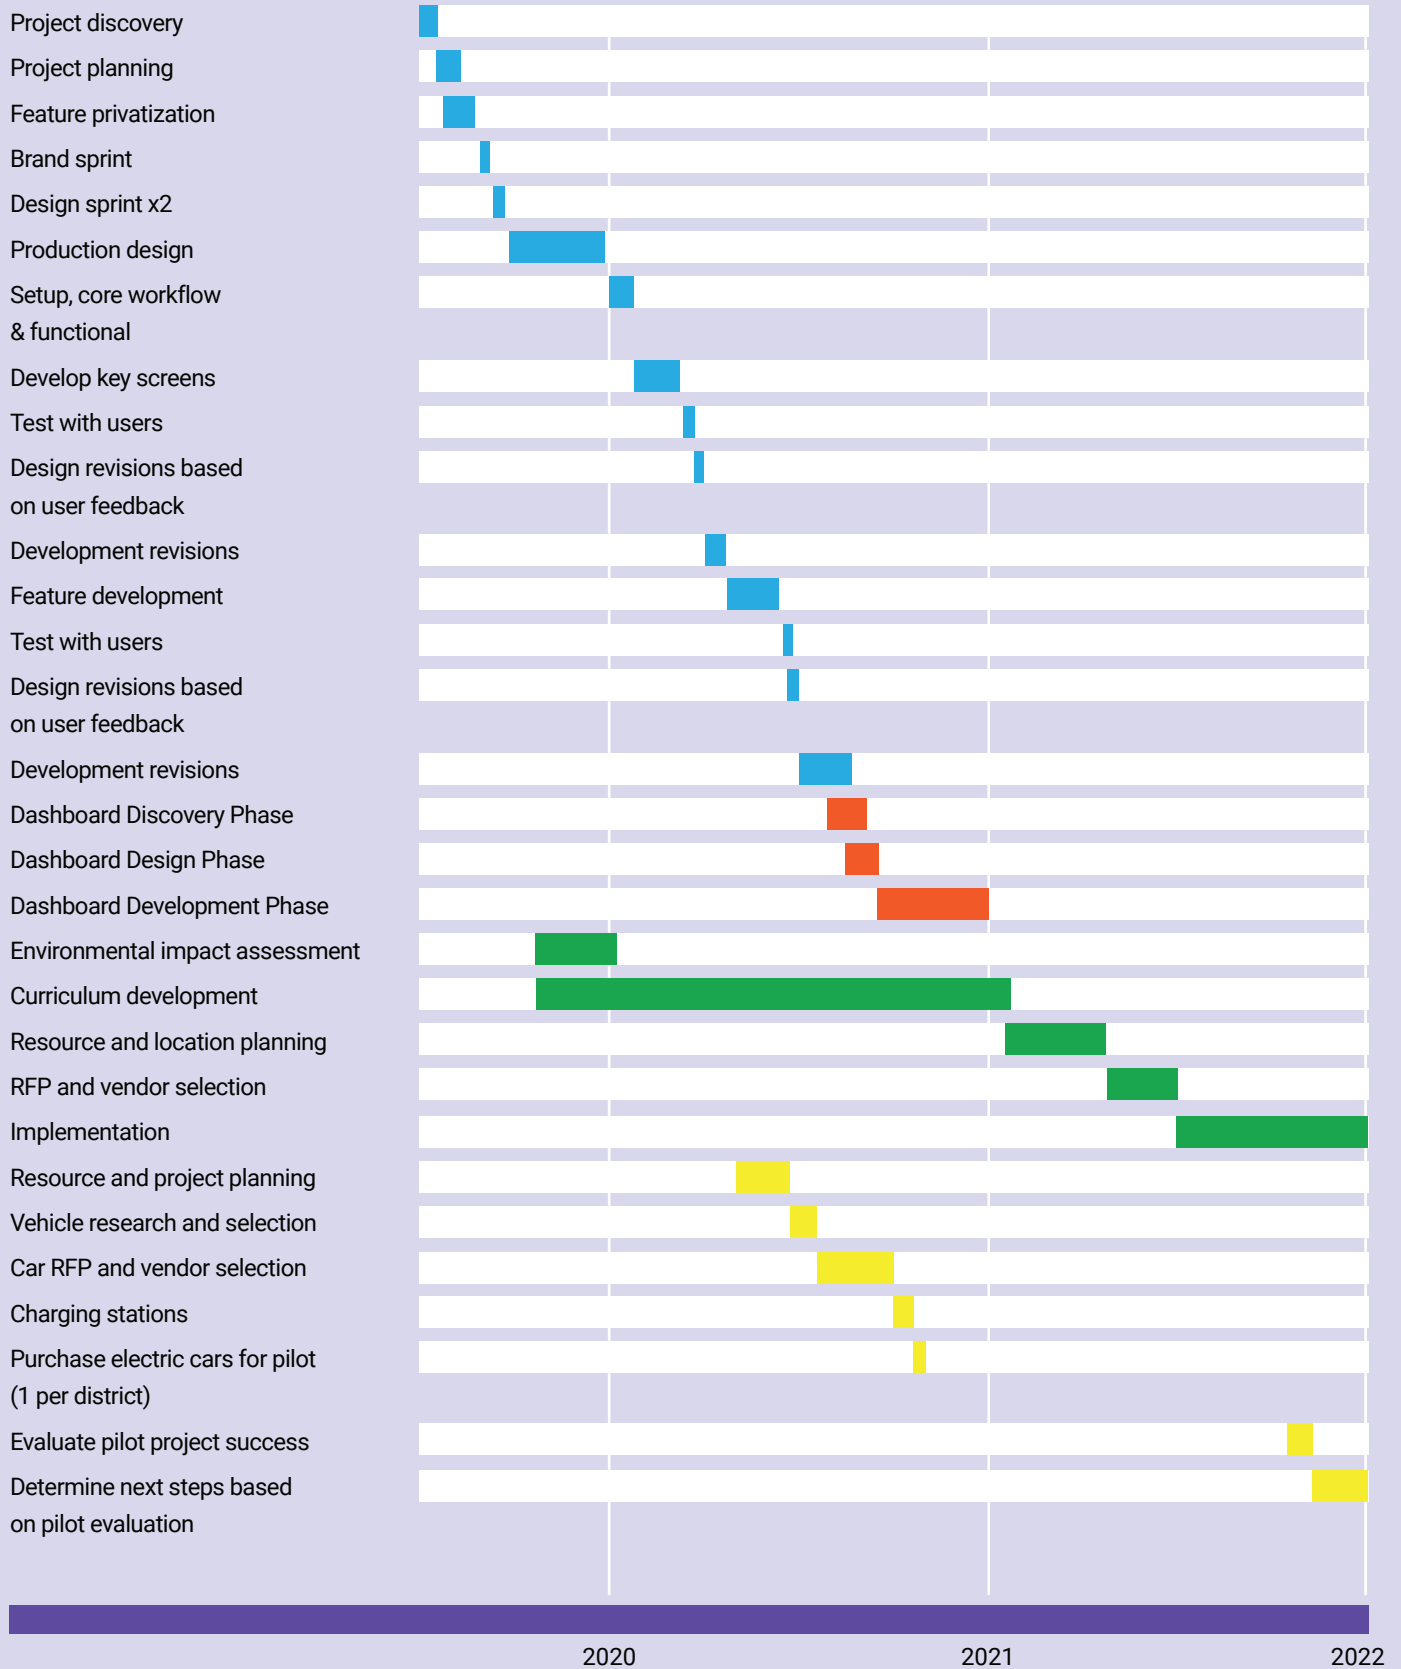 Project discovery
Project planning
Feature privatization
Brand sprint
Design sprint x2
Production design
Setup, core workflow
& functional
Develop key screens
Test with users
Design revisions based
on user feedback
Development revisions
Feature development
Test with users
Design revisions based
on user feedback
Development revisions
Dashboard Discovery Phase
Dashboard Design Phase
Dashboard Development Phase
Environmental impact assessment
Curriculum development
Resource and location planning
RFP and vendor selection
Implementation
Resource and project planning
Vehicle research and selection
Car RFP and vendor selection
Charging stations
Purchase electric cars for pilot
(1 per district)
Evaluate pilot project success
Determine next steps based
on pilot evaluation
2020 2021 2022